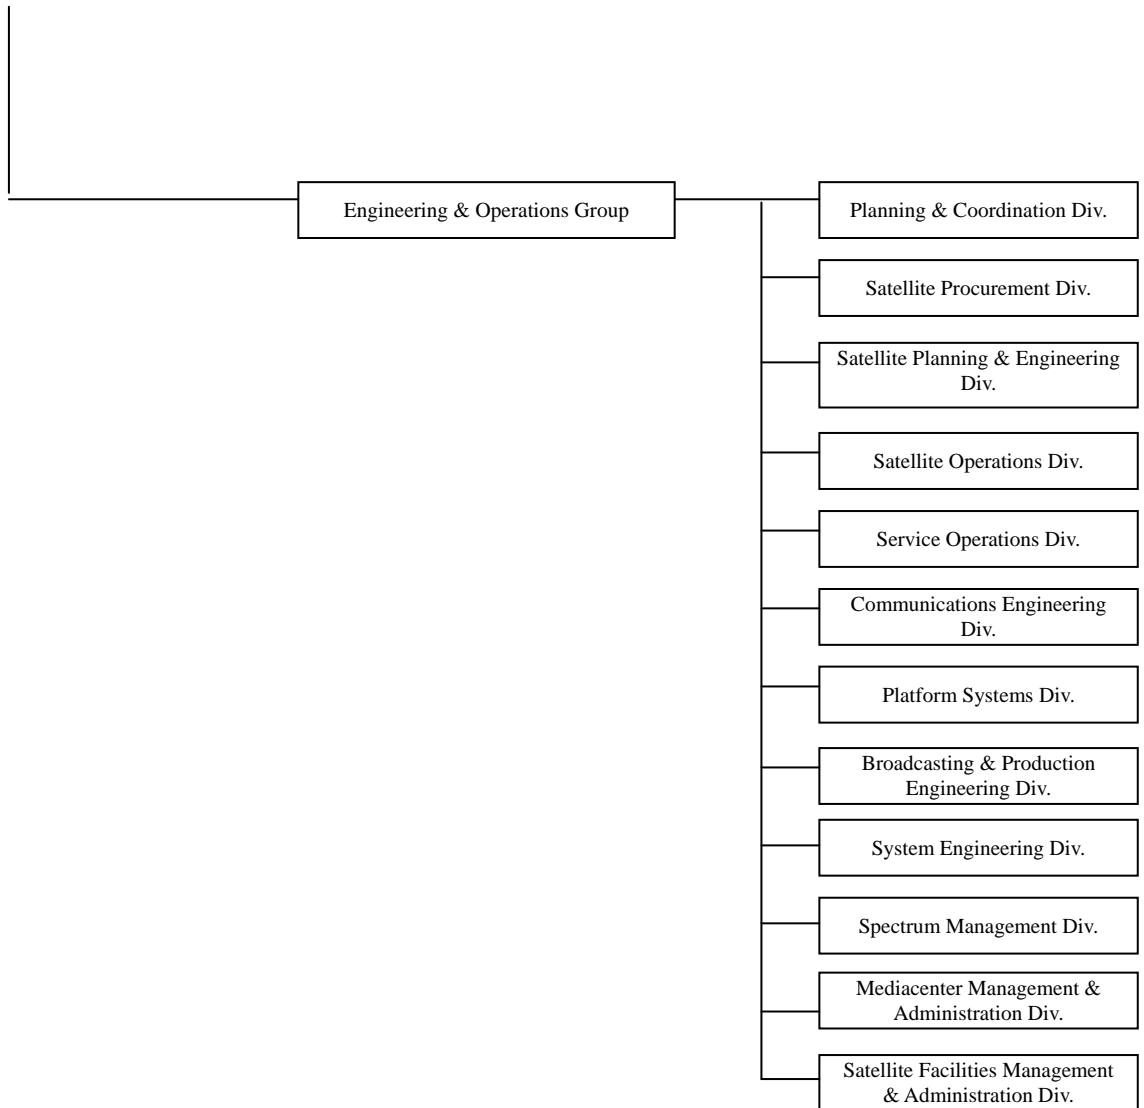 Engineering & Operations Group
Planning & Coordination Div.
Satellite Procurement Div.
Satellite Planning & Engineering
Div.
Satellite Operations Div.
Service Operations Div.
Communications Engineering
Div.
Platform Systems Div.
Broadcasting & Production
Engineering Div.
System Engineering Div.
Spectrum Management Div.
Mediacenter Management &
Administration Div.
Satellite Facilities Management
& Administration Div.